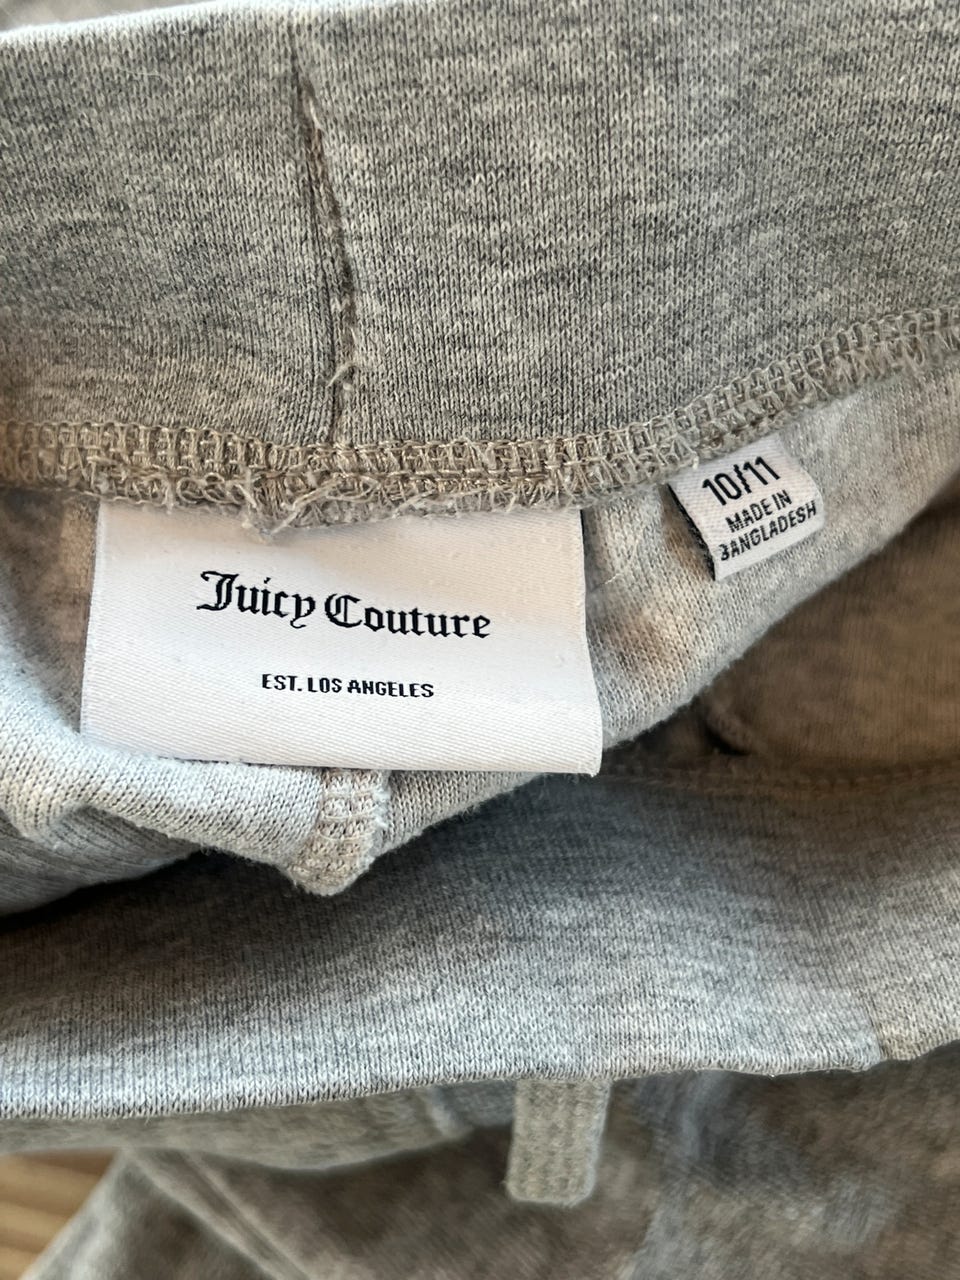 Juicy Couture
EST. LOS ANGELES
10/11
MADE IN
BANGLADESH